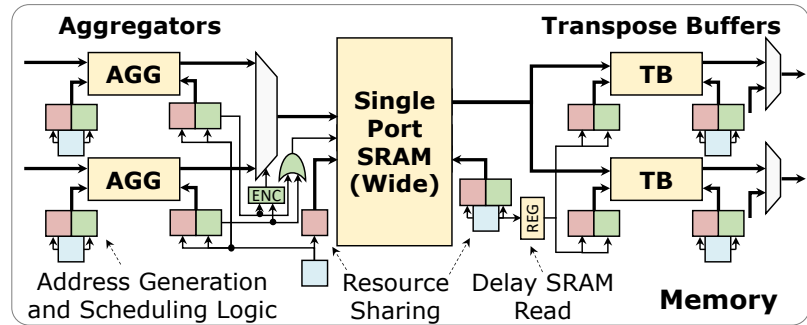 Aggregators
Transpose Buffers
AGG
AGG
ENC
Single
Port
SRAM
(Wide)
REG
TB
TB
Address Generation
and Scheduling Logic
Resource
Sharing
Delay SRAM
Read
Memory